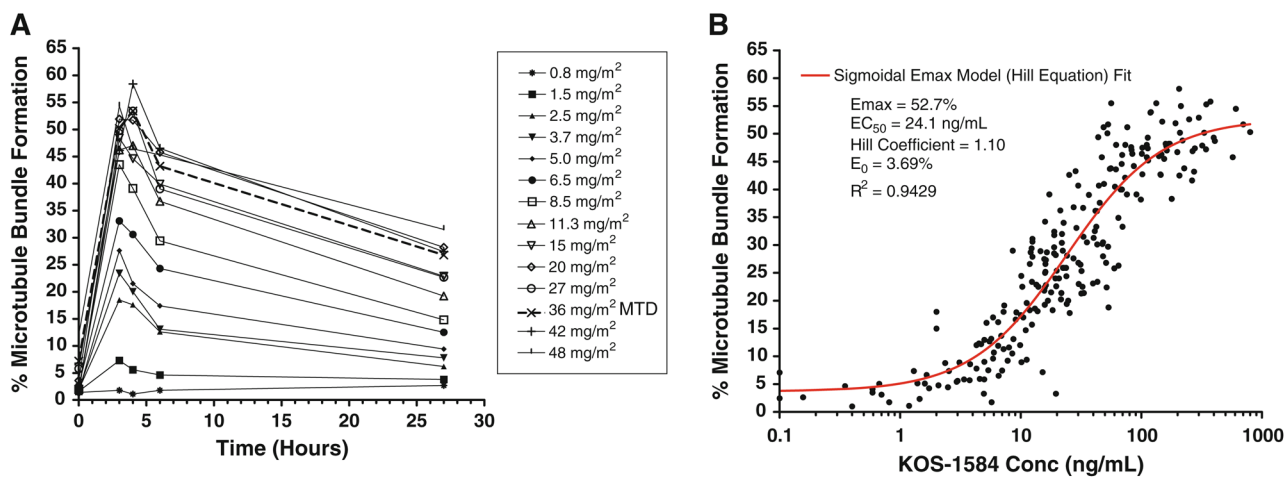 A
% Microtubule Bundle Formation
65
60
55
50
45
40
35
30
25
20
15
10
5
0
0
5
10
15
20
25
30
Time (Hours)
0.8 mg/m²
1.5 mg/m²
2.5 mg/m²
3.7 mg/m²
5.0 mg/m²
6.5 mg/m²
8.5 mg/m²
11.3 mg/m²
15 mg/m²
20 mg/m²
27 mg/m²
36 mg/m² MTD
42 mg/m²
48 mg/m²
B
% Microtubule Bundle Formation
65
60
55
50
45
40
35
30
25
20
15
10
5
0
0.1
1
10
100
1000
KOS-1584 Conc (ng/mL)
Sigmoidal Emax Model (Hill Equation) Fit
Emax = 52.7%
EC₅₀ = 24.1 ng/mL
Hill Coefficient = 1.10
E₀ = 3.69%
R² = 0.9429